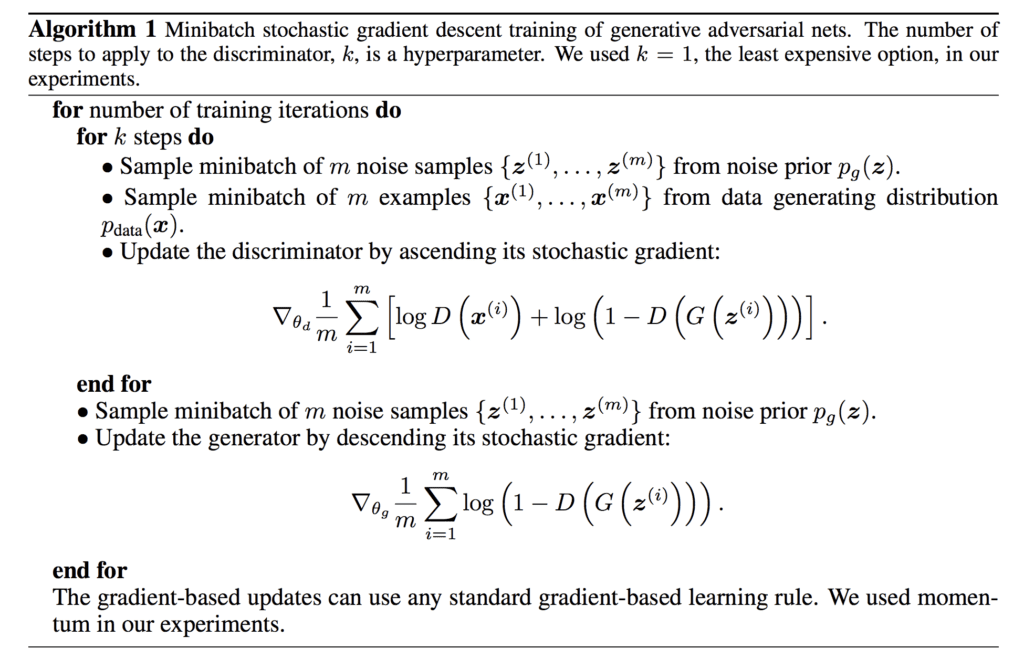 Algorithm 1 Minibatch stochastic gradient descent training of generative adversarial nets. The number of
steps to apply to the discriminator, k, is a hyperparameter. We used k = 1, the least expensive option, in our
experiments.
for number of training iterations do
for k steps do
• Sample minibatch of m noise samples {z^(1), . . . , z^(m)} from noise prior p_g(z).
• Sample minibatch of m examples {x^(1), . . . , x^(m)} from data generating distribution
p_data(x).
• Update the discriminator by ascending its stochastic gradient:
∇_θ_d 1/m ∑_{i=1}^{m} [log D (x^(i)) + log (1 − D (G (z^(i))))] .
end for
• Sample minibatch of m noise samples {z^(1), . . . , z^(m)} from noise prior p_g(z).
• Update the generator by descending its stochastic gradient:
∇_θ_g 1/m ∑_{i=1}^{m} log (1 − D (G (z^(i)))) .
end for
The gradient-based updates can use any standard gradient-based learning rule. We used momen-
tum in our experiments.